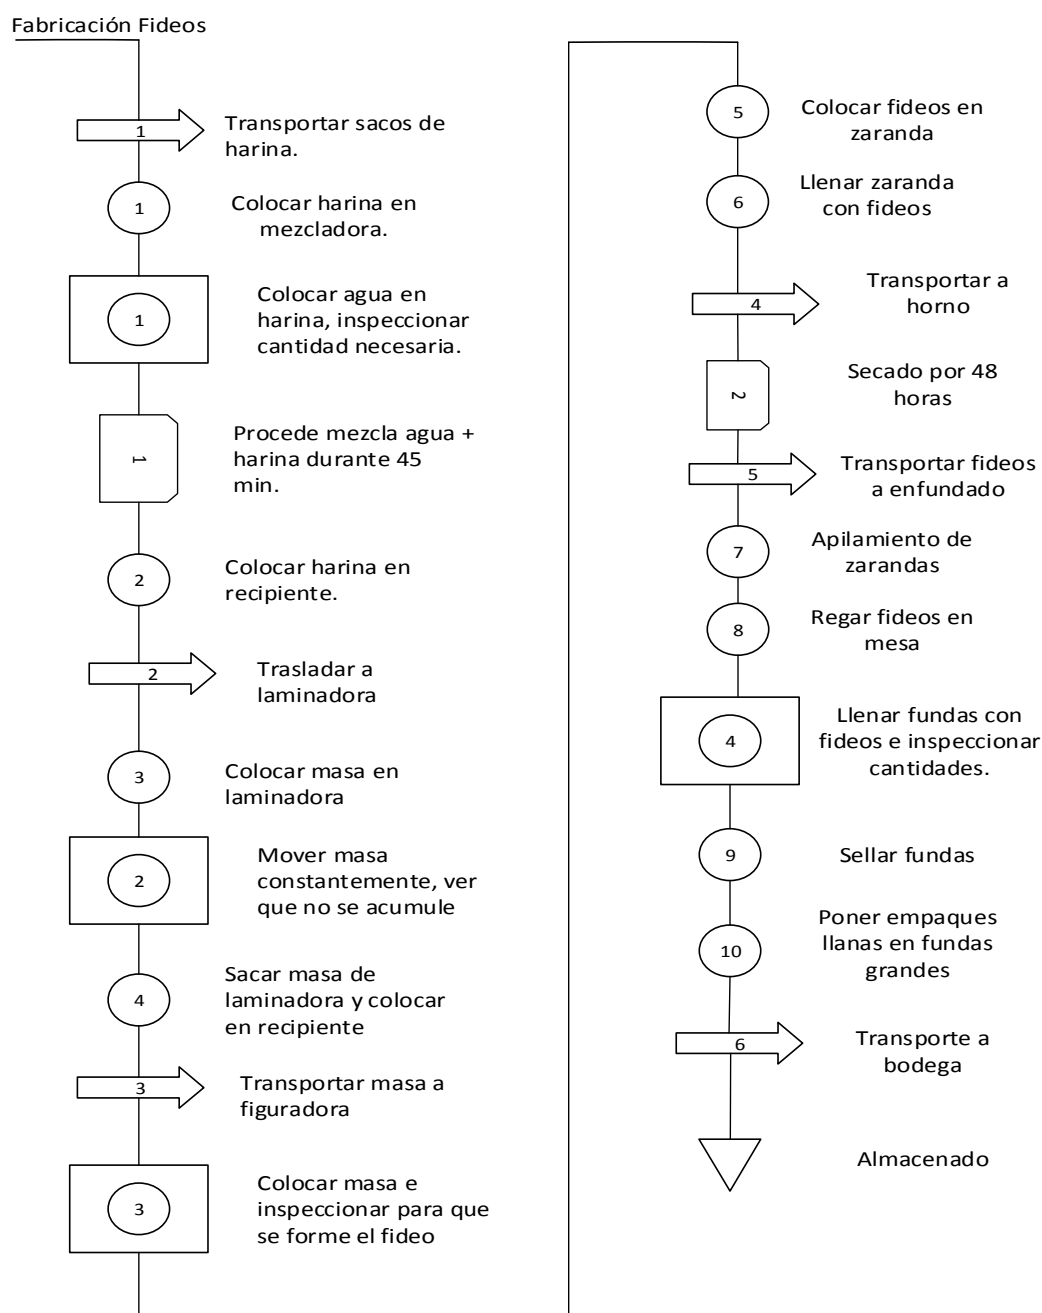 Fabricación Fideos
1
Transportar sacos de
harina.
1
Colocar harina en
mezcladora.
1
Colocar agua en
harina, inspeccionar
cantidad necesaria.
1
Procede mezcla agua +
harina durante 45
min.
2
Colocar harina en
recipiente.
2
Trasladar a
laminadora
3
Colocar masa en
laminadora
2
Mover masa
constantemente, ver
que no se acumule
4
Sacar masa de
laminadora y colocar
en recipiente
3
Transportar masa a
figuradora
3
Colocar masa e
inspeccionar para que
se forme el fideo
5
Colocar fideos en
zaranda
6
Llenar zaranda
con fideos
4
Transportar a
horno
2
Secado por 48
horas
5
Transportar fideos
a enfundado
7
Apilamiento de
zarandas
8
Regar fideos en
mesa
4
Llenar fundas con
fideos e inspeccionar
cantidades.
9
Sellar fundas
10
Poner empaques
llanas en fundas
grandes
6
Transporte a
bodega
Almacenado